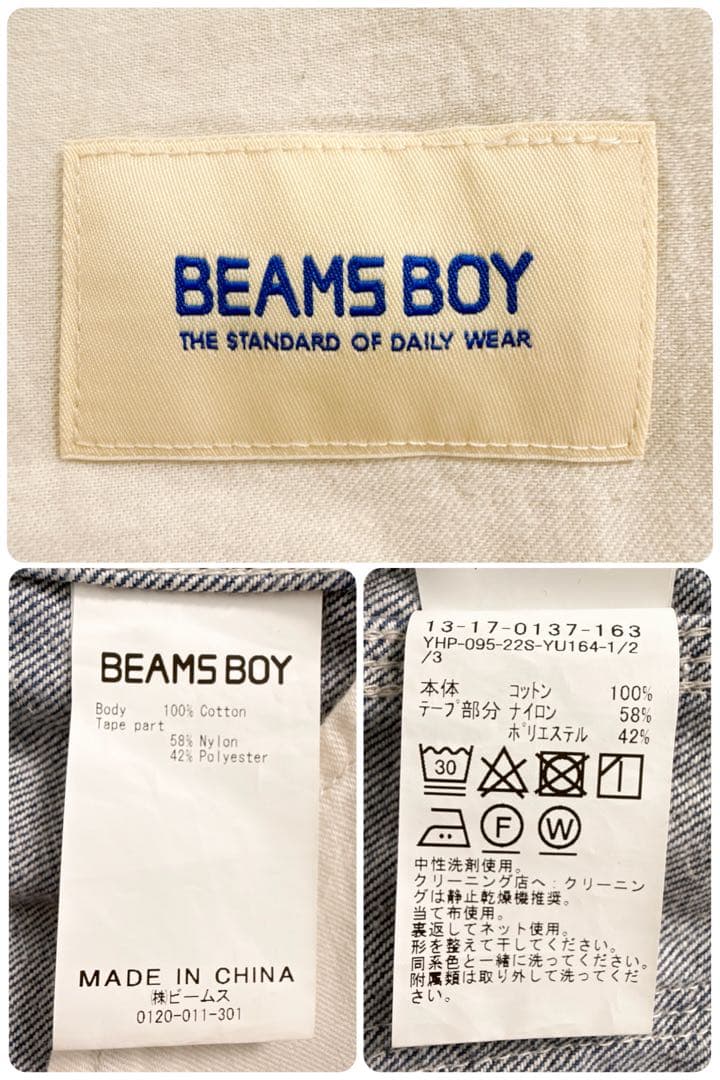 BEAMS BOY
THE STANDARD OF DAILY WEAR
BEAMS BOY
Body 100% Cotton
Tape part
58% Nylon
42% Polyester
MADE IN CHINA
㈱ビームス
0120-011-301
13-17-0137-163
YHP-095-22S-YU164-1/2
/3
本体 コットン 100%
テープ部分 ナイロン 58%
ポリエステル 42%
30
F W
中性洗剤使用。
クリーニング店へ：クリーニン
グは静止乾燥機推奨。
当て布使用。
裏返してネット使用。
形を整えて干してください。
同系色と一緒に洗ってください。
附属類は取り外して洗ってくだ
さい。